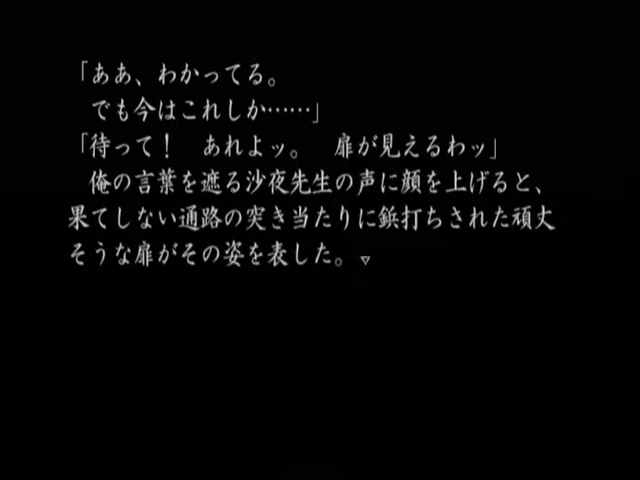 「ああ、わかってる。
でも今はこれしか……」
「待って！　あれよッ。　扉が見えるわッ」
俺の言葉を遮る沙夜先生の声に顔を上げると、
果てしない通路の突き当たりに鋲打ちされた頑丈
そうな扉がその姿を表した。▽